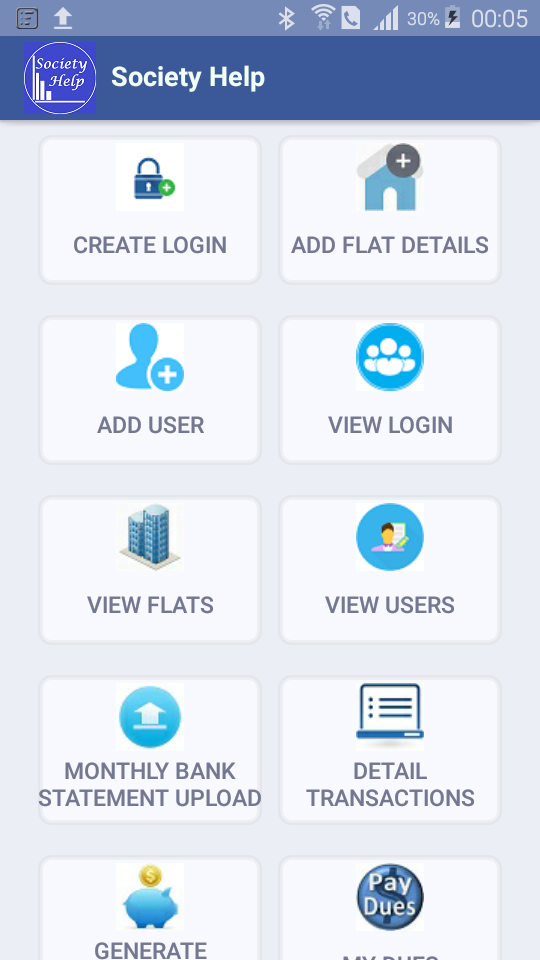 30% 00:05
Society
Help
Society Help
CREATE LOGIN
ADD FLAT DETAILS
ADD USER
VIEW LOGIN
VIEW FLATS
VIEW USERS
MONTHLY BANK
STATEMENT UPLOAD
DETAIL
TRANSACTIONS
Pay
Dues
GENERATE
MY DUES